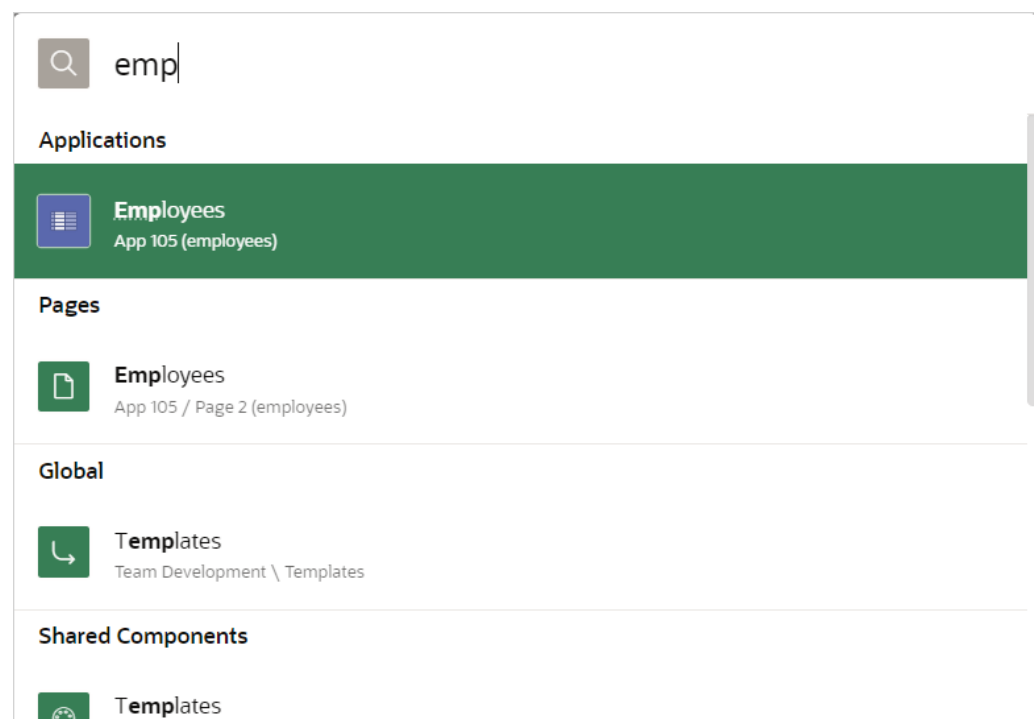 emp
Applications
Employees
App 105 (employees)
Pages
Employees
App 105 / Page 2 (employees)
Global
Templates
Team Development \ Templates
Shared Components
Templates